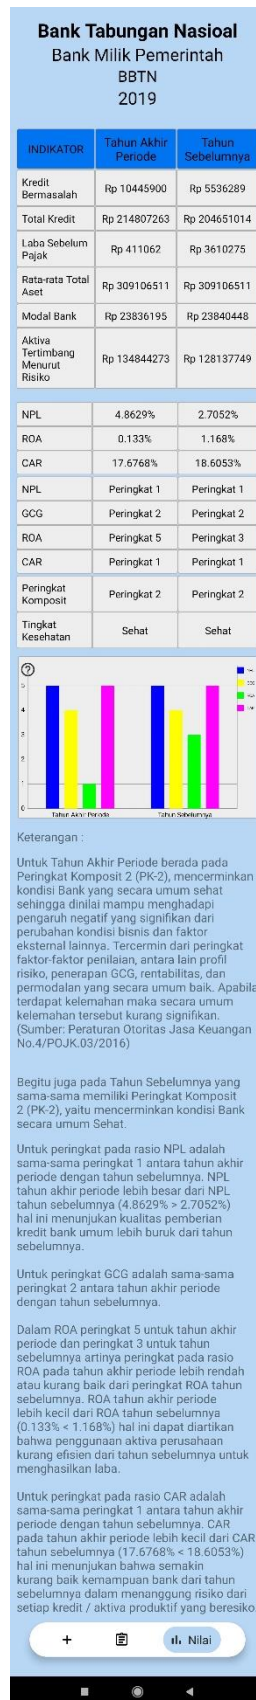 Bank Tabungan Nasioal
Bank Milik Pemerintah
BBTN
2019
INDIKATOR Tahun Akhir Periode Tahun Sebelumnya
Kredit Bermasalah Rp 10445900 Rp 5536289
Total Kredit Rp 214807263 Rp 204651014
Laba Sebelum Pajak Rp 411062 Rp 3610275
Rata-rata Total Aset Rp 309106511 Rp 309106511
Modal Bank Rp 23836195 Rp 23840448
Aktiva Tertimbang Menurut Risiko Rp 134844273 Rp 128137749
NPL 4.8629% 2.7052%
ROA 0.133% 1.168%
CAR 17.6768% 18.6053%
NPL Peringkat 1 Peringkat 1
GCG Peringkat 2 Peringkat 2
ROA Peringkat 5 Peringkat 3
CAR Peringkat 1 Peringkat 1
Peringkat Komposit Peringkat 2 Peringkat 2
Tingkat Kesehatan Sehat Sehat
?
5
4
3
2
1
0
Tahun Akhir Periode Tahun Sebelumnya
Keterangan :
Untuk Tahun Akhir Periode berada pada
Peringkat Komposit 2 (PK-2), mencerminkan
kondisi Bank yang secara umum sehat
sehingga dinilai mampu menghadapi
pengaruh negatif yang signifikan dari
perubahan kondisi bisnis dan faktor
eksternal lainnya. Tercermin dari peringkat
faktor-faktor penilaian, antara lain profil
risiko, penerapan GCG, rentabilitas, dan
permodalan yang secara umum baik. Apabila
terdapat kelemahan maka secara umum
kelemahan tersebut kurang signifikan.
(Sumber: Peraturan Otoritas Jasa Keuangan
No.4/POJK.03/2016)
Begitu juga pada Tahun Sebelumnya yang
sama-sama memiliki Peringkat Komposit
2 (PK-2), yaitu mencerminkan kondisi Bank
secara umum Sehat.
Untuk peringkat pada rasio NPL adalah
sama-sama peringkat 1 antara tahun akhir
periode dengan tahun sebelumnya. NPL
tahun akhir periode lebih besar dari NPL
tahun sebelumnya (4.8629% > 2.7052%)
hal ini menunjukan kualitas pemberian
kredit bank umum lebih buruk dari tahun
sebelumnya.
Untuk peringkat GCG adalah sama-sama
peringkat 2 antara tahun akhir periode
dengan tahun sebelumnya.
Dalam ROA peringkat 5 untuk tahun akhir
periode dan peringkat 3 untuk tahun
sebelumnya artinya peringkat pada rasio
ROA pada tahun akhir periode lebih rendah
atau kurang baik dari peringkat ROA tahun
sebelumnya. ROA tahun akhir periode
lebih kecil dari ROA tahun sebelumnya
(0.133% < 1.168%) hal ini dapat diartikan
bahwa penggunaan aktiva perusahaan
kurang efisien dari tahun sebelumnya untuk
menghasilkan laba.
Untuk peringkat pada rasio CAR adalah
sama-sama peringkat 1 antara tahun akhir
periode dengan tahun sebelumnya. CAR
pada tahun akhir periode lebih kecil dari CAR
tahun sebelumnya (17.6768% < 18.6053%)
hal ini menunjukan bahwa semakin
kurang baik kemampuan bank dari tahun
sebelumnya dalam menanggung risiko dari
setiap kredit / aktiva produktif yang beresiko.
+ Nilai